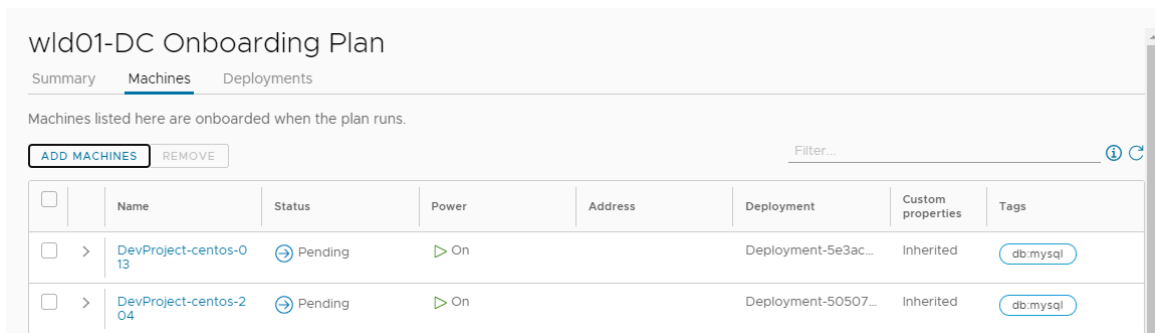 wld01-DC Onboarding Plan
Summary Machines Deployments
Machines listed here are onboarded when the plan runs.
ADD MACHINES REMOVE Filter...
Name Status Power Address Deployment Custom properties Tags
DevProject-centos-0
13 Pending On Deployment-5e3ac... Inherited db:mysql
DevProject-centos-2
04 Pending On Deployment-50507... Inherited db:mysql